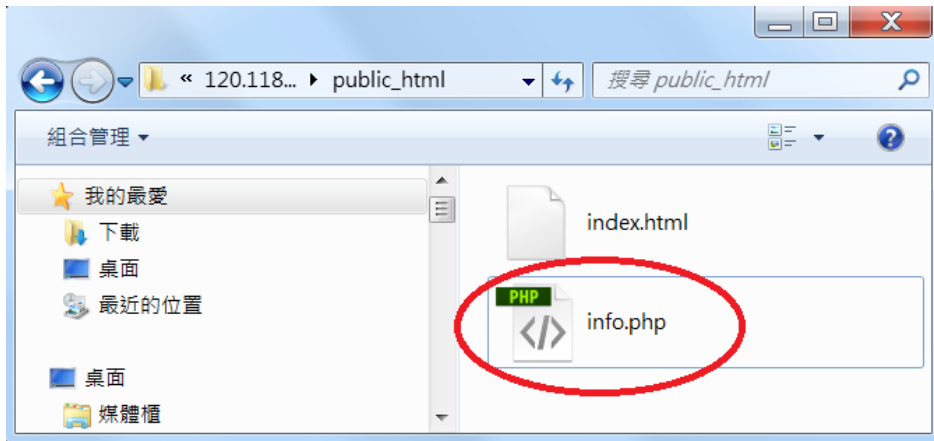 « 120.118... ▸ public_html
搜尋 public_html
組合管理
我的最愛
下載
桌面
最近的位置
桌面
媒體櫃
index.html
PHP
info.php